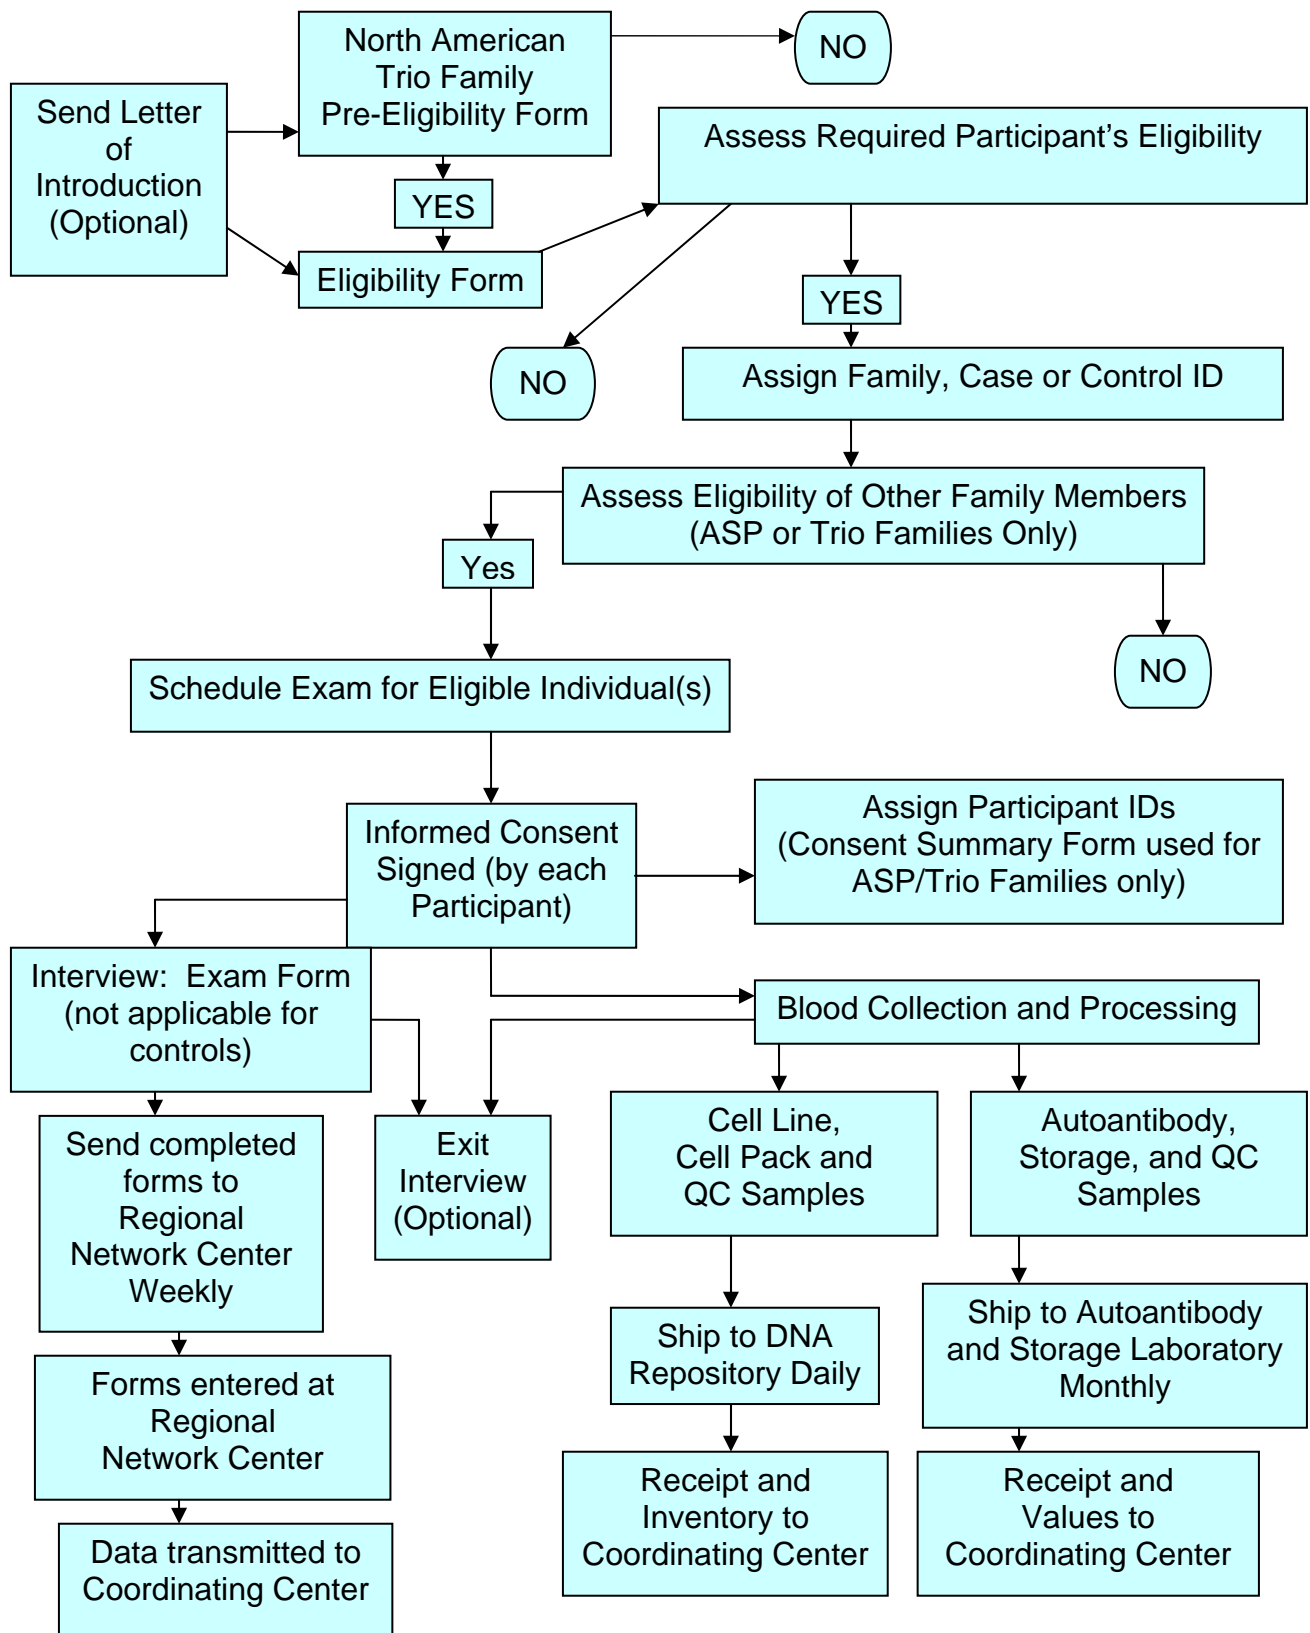 North American
Trio Family
Pre-Eligibility Form
NO
Send Letter
of
Introduction
(Optional)
Assess Required Participant's Eligibility
YES
Eligibility Form
YES
NO
Assign Family, Case or Control ID
Assess Eligibility of Other Family Members
(ASP or Trio Families Only)
Yes
NO
Schedule Exam for Eligible Individual(s)
Informed Consent
Signed (by each
Participant)
Assign Participant IDs
(Consent Summary Form used for
ASP/Trio Families only)
Interview:  Exam Form
(not applicable for
controls)
Blood Collection and Processing
Send completed
forms to
Regional
Network Center
Weekly
Exit
Interview
(Optional)
Cell Line,
Cell Pack and
QC Samples
Autoantibody,
Storage, and QC
Samples
Ship to DNA
Repository Daily
Ship to Autoantibody
and Storage Laboratory
Monthly
Forms entered at
Regional
Network Center
Receipt and
Inventory to
Coordinating Center
Receipt and
Values to
Coordinating Center
Data transmitted to
Coordinating Center